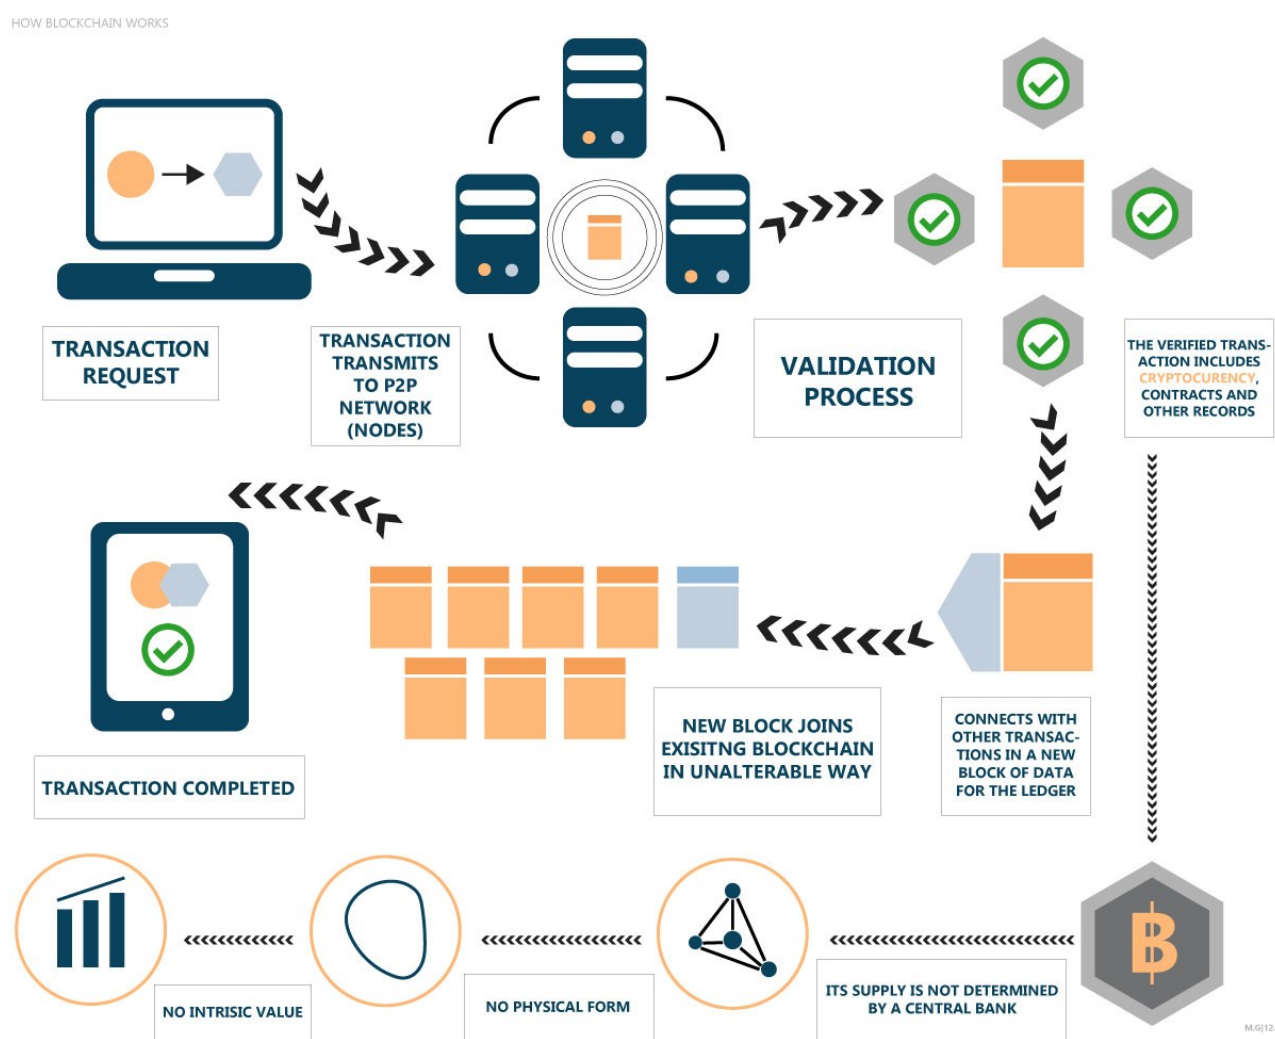 HOW BLOCKCHAIN WORKS
TRANSACTION
REQUEST
TRANSACTION
TRANSMITS
TO P2P
NETWORK
(NODES)
VALIDATION
PROCESS
THE VERIFIED TRANS-
ACTION INCLUDES
CRYPTOCURENCY,
CONTRACTS AND
OTHER RECORDS
CONNECTS WITH
OTHER TRANSAC-
TIONS IN A NEW
BLOCK OF DATA
FOR THE LEDGER
NEW BLOCK JOINS
EXISITNG BLOCKCHAIN
IN UNALTERABLE WAY
TRANSACTION COMPLETED
ITS SUPPLY IS NOT DETERMINED
BY A CENTRAL BANK
NO PHYSICAL FORM
NO INTRISIC VALUE
M.G|12.